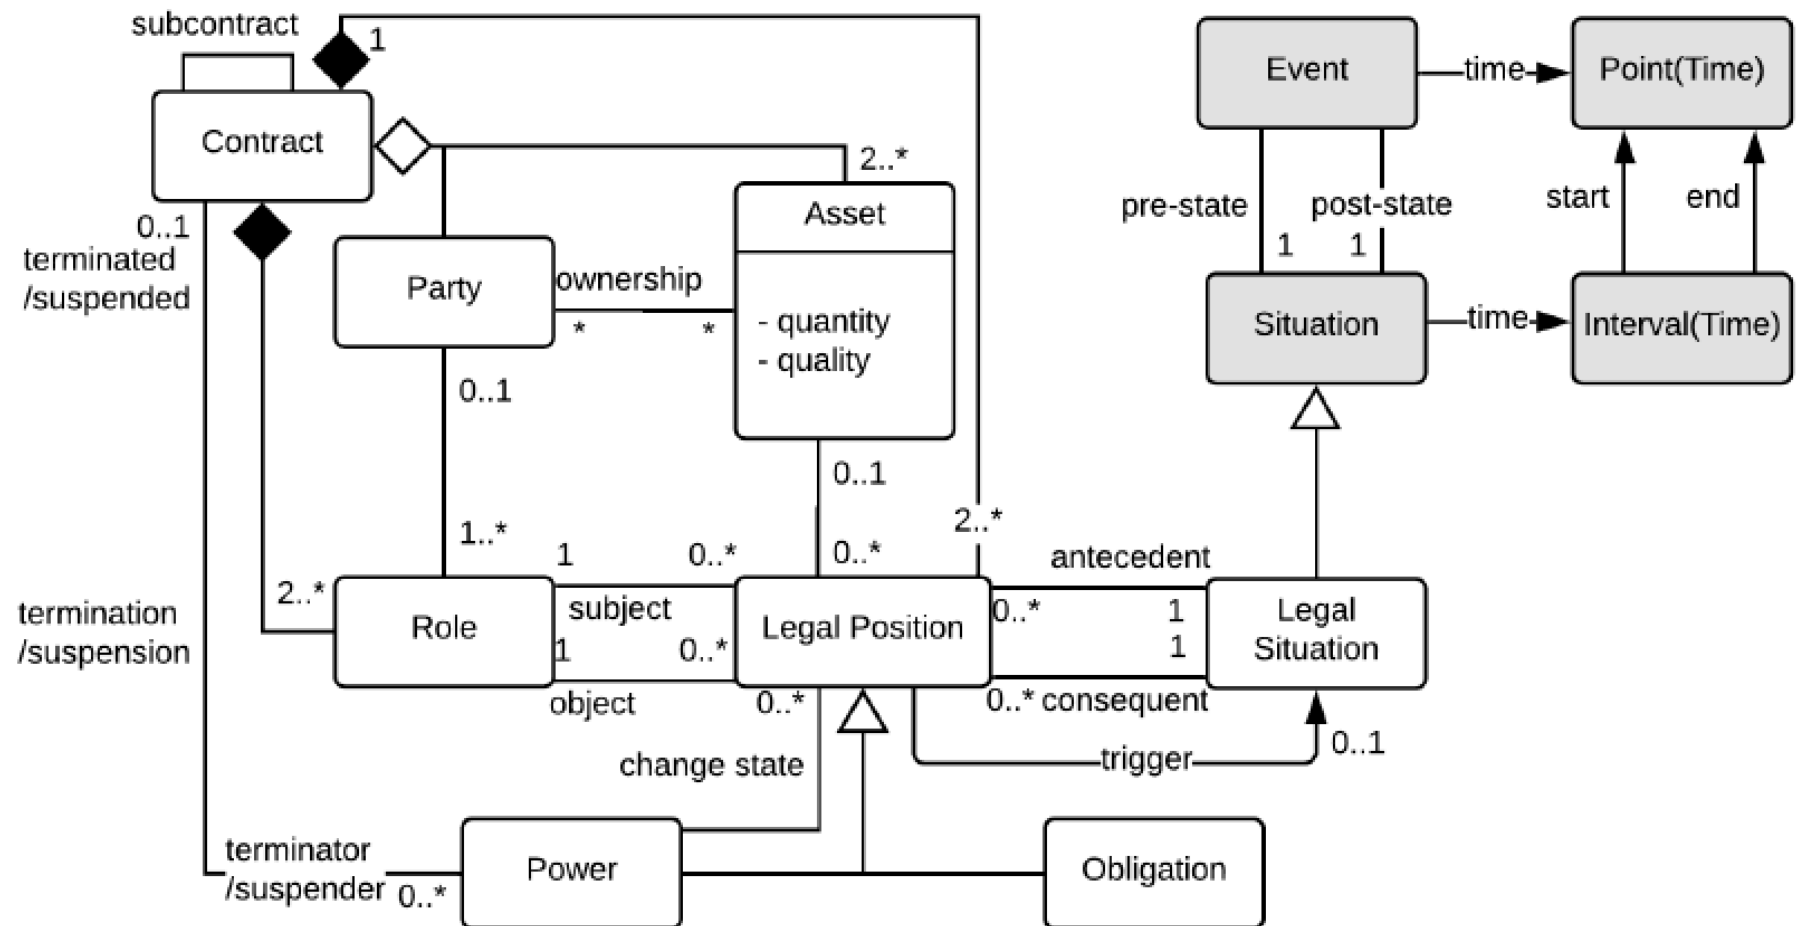 subcontract
1
Event
time
Point(Time)
Contract
2..*
Asset
0..1
terminated
/suspended
pre-state
post-state
start
end
1
1
Party
ownership
*
*
- quantity
- quality
Situation
time
Interval(Time)
0..1
0..1
1..*
1
0..*
0..*
2..*
antecedent
2..*
Role
subject
1
0..*
object
Legal Position
0..*
1
1
0..*
consequent
Legal
Situation
termination
/suspension
0..*
change state
trigger
0..1
terminator
/suspender
0..*
Power
Obligation